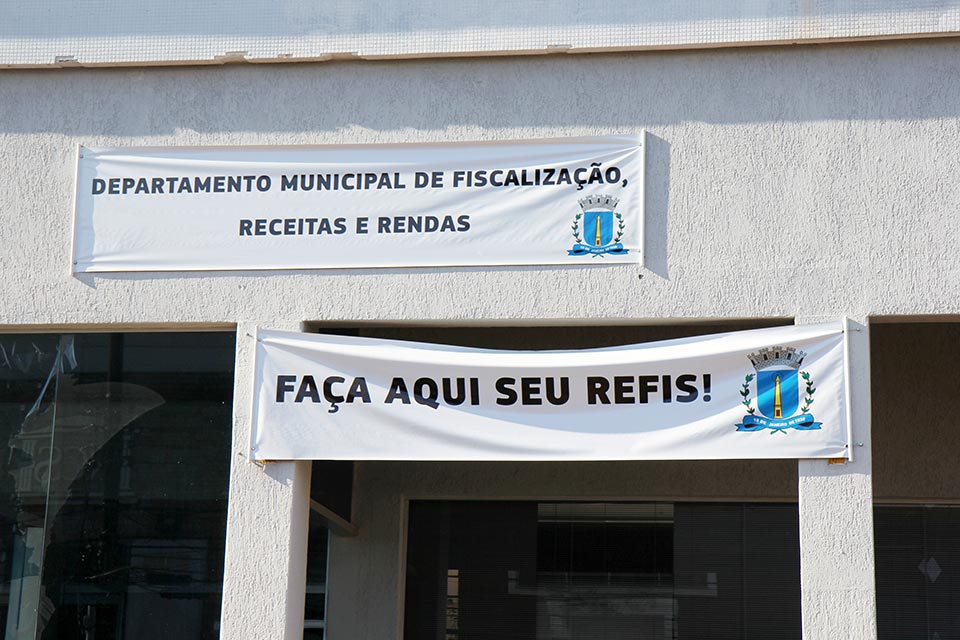 DEPARTAMENTO MUNICIPAL DE FISCALIZAÇÃO,
RECEITAS E RENDAS
FAÇA AQUI SEU REFIS!